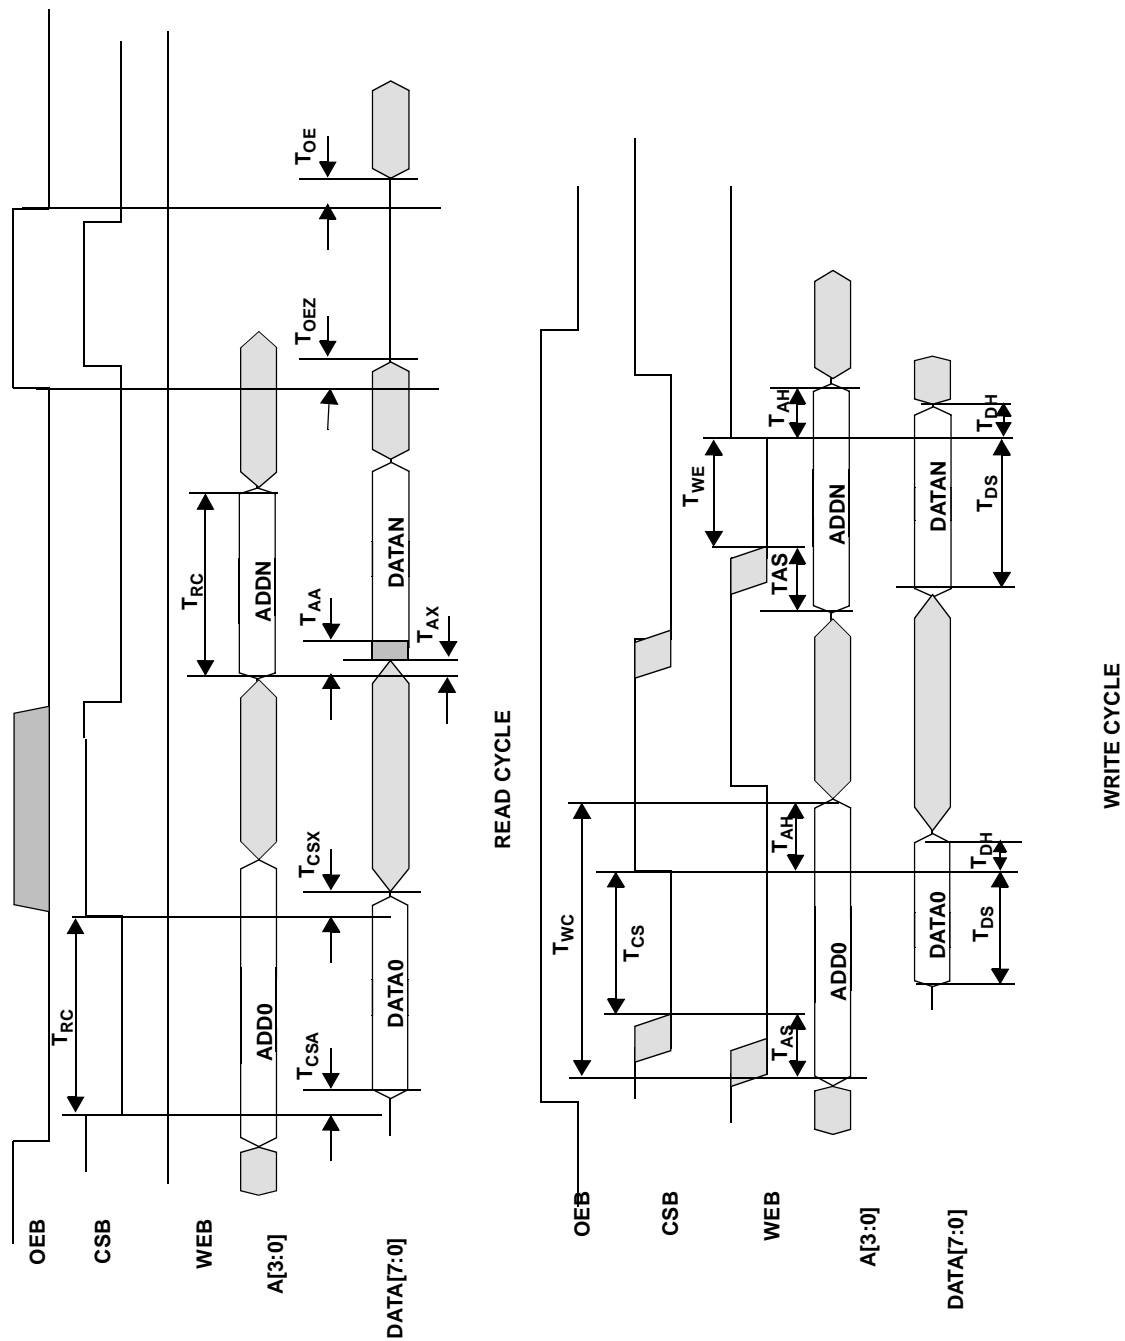 OEB
CSB
WEB
A[3:0]
DATA[7:0]
TRC
TRC
ADD0
ADDN
TCSA
TCSX
TAA
TAX
TOEZ
TOE
DATA0
DATAN
READ CYCLE
OEB
CSB
WEB
A[3:0]
DATA[7:0]
TWC
TCS
TWE
TAS
TAH
TAS
TAH
ADD0
ADDN
DATA0
DATAN
TDS
TDH
TDS
TDH
WRITE CYCLE